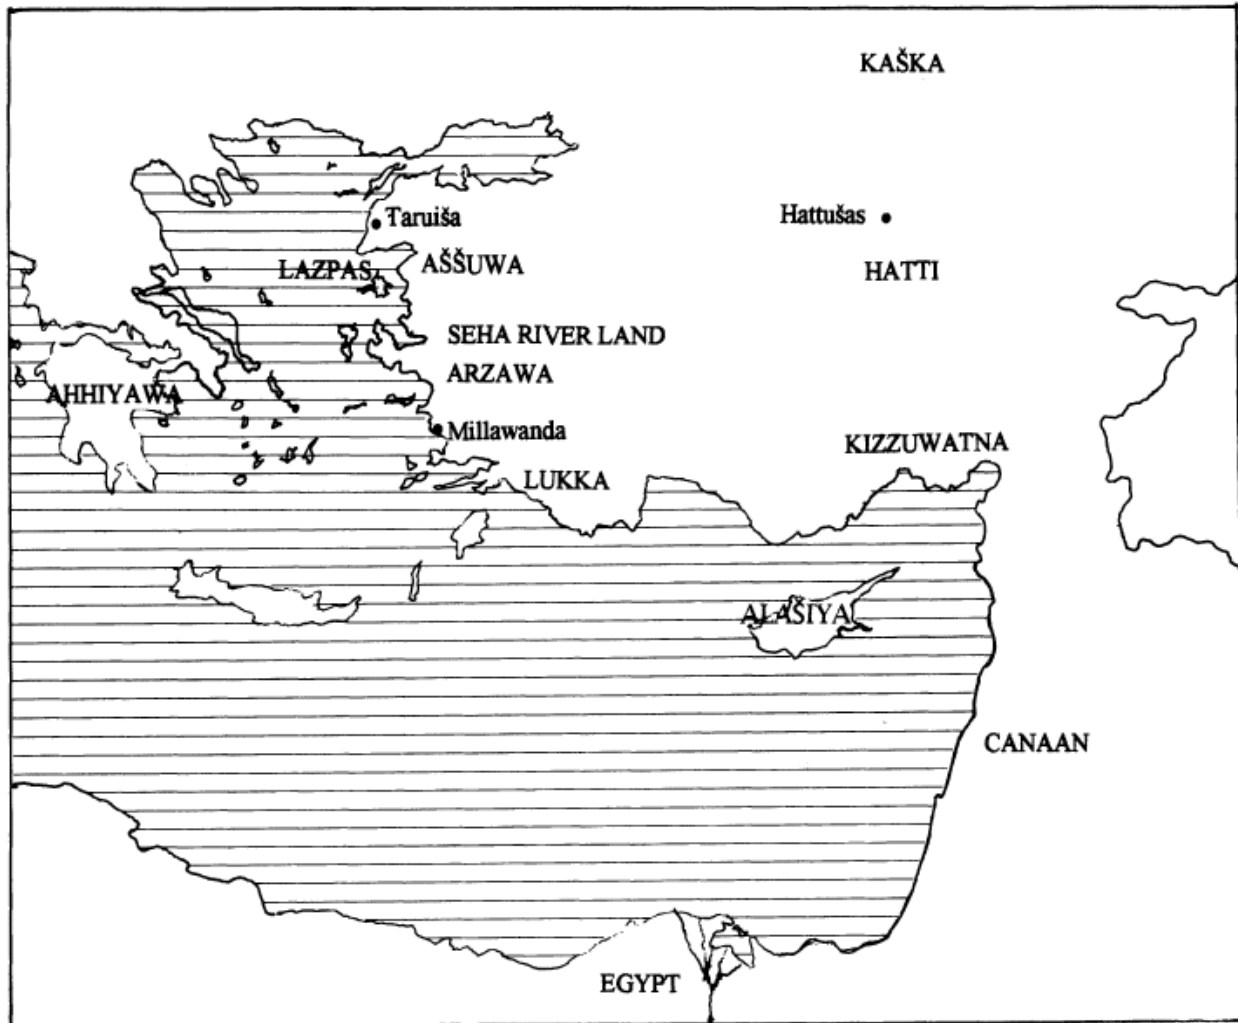 KAŠKA
Taruiša
Hattušas
LAZPAS
AŠŠUWA
HATTI
SEHA RIVER LAND
ARZAWA
AHHIYAWA
Millawanda
KIZZUWATNA
LUKKA
ALAŠIYA
CANAAN
EGYPT